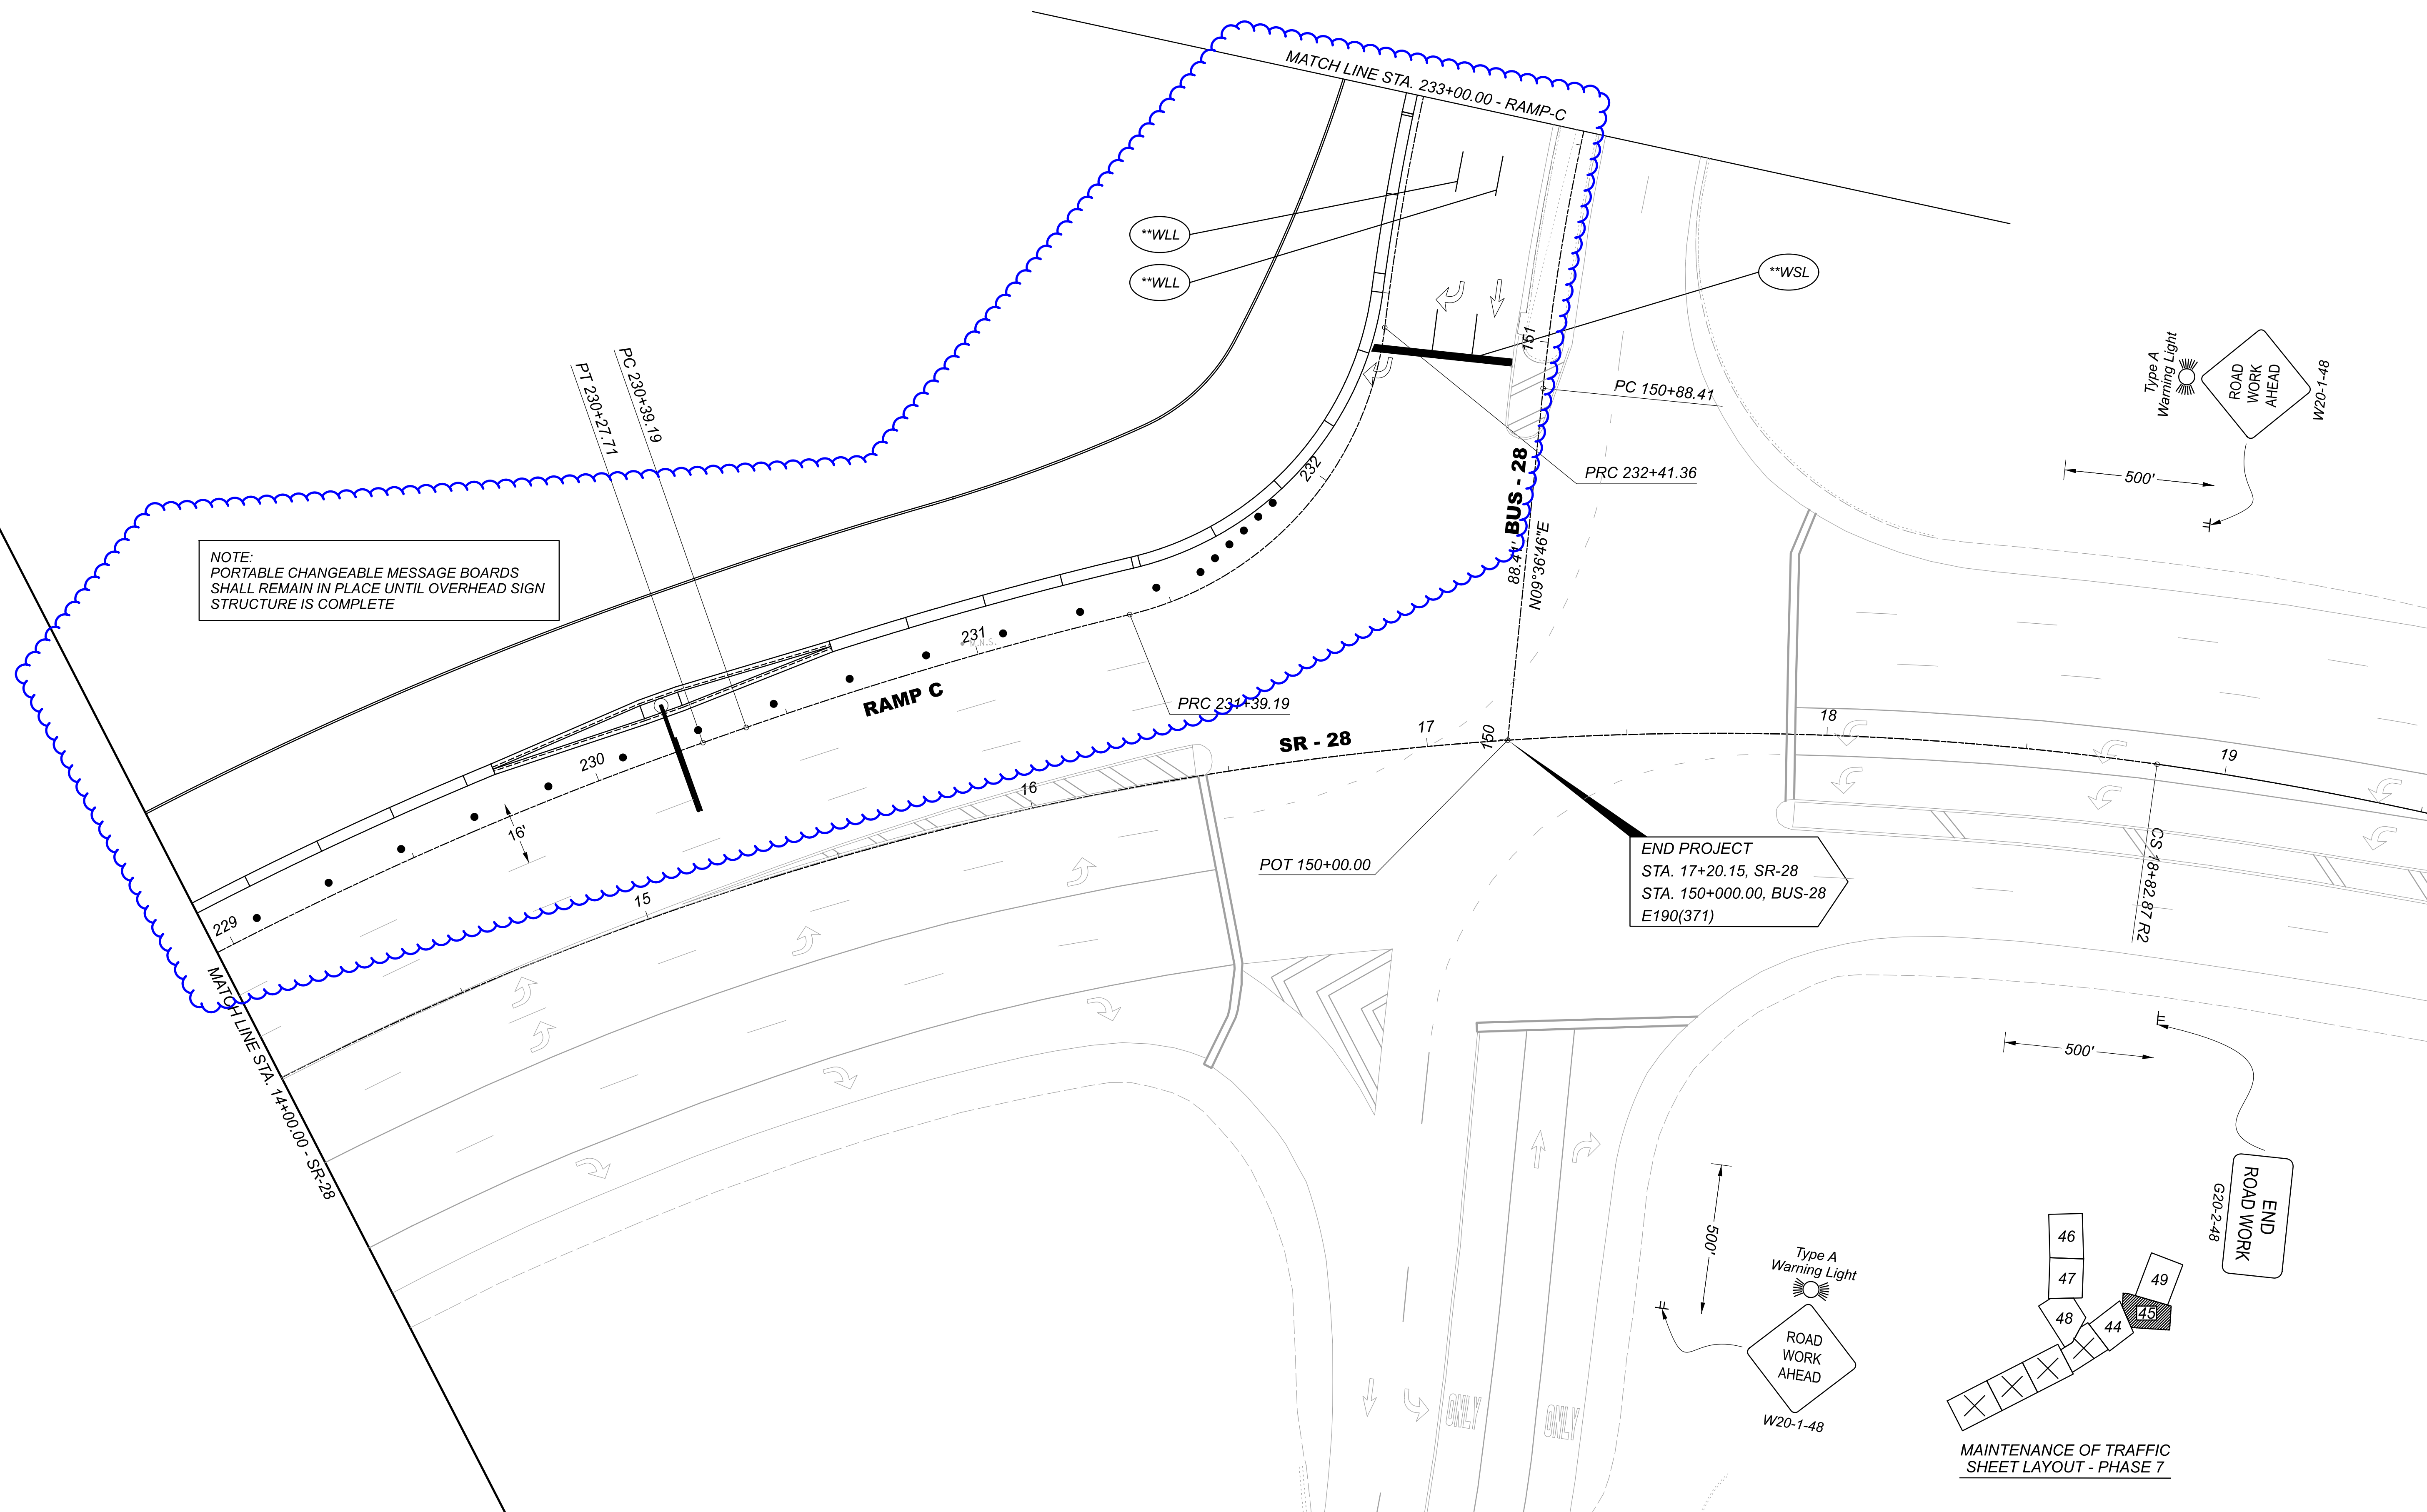 MATCH LINE STA. 233+00.00 - RAMP-C
**WLL
**WLL
**WSL
151
PC 150+88.41
PRC 232+41.36
BUS - 28
88.41'
N09°36'46"E
Type A
Warning Light
ROAD
WORK
AHEAD
W20-1-48
500'
PT 230+27.71
PC 230+39.19
NOTE:
PORTABLE CHANGEABLE MESSAGE BOARDS
SHALL REMAIN IN PLACE UNTIL OVERHEAD SIGN
STRUCTURE IS COMPLETE
232
231
230
229
RAMP C
PRC 231+39.19
16'
SR - 28
15
16
17
150
18
19
POT 150+00.00
END PROJECT
STA. 17+20.15, SR-28
STA. 150+000.00, BUS-28
E190(371)
CS 18+82.87 R2
MATCH LINE STA. 14+00.00 - SR-28
500'
END
ROAD WORK
G20-2-48
500'
Type A
Warning Light
ROAD
WORK
AHEAD
W20-1-48
ONLY
ONLY
46
47
48
49
45
44
MAINTENANCE OF TRAFFIC
SHEET LAYOUT - PHASE 7